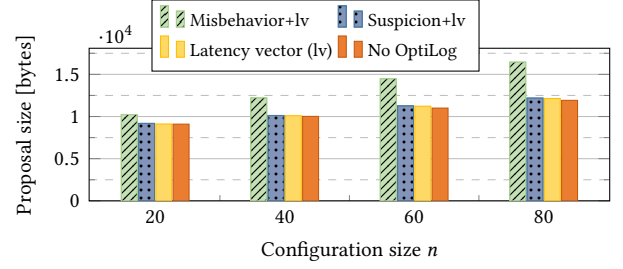 ·10⁴
Misbehavior+lv
Suspicion+lv
Latency vector (lv)
No OptiLog
Proposal size [bytes]
1.5
1
0.5
0
20 40 60 80
Configuration size n